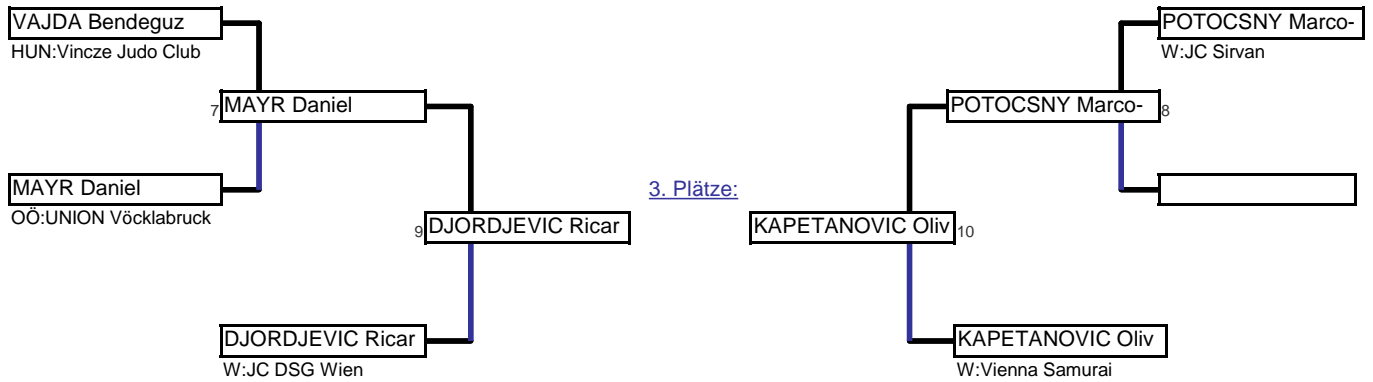 VAJDA Bendeguz
HUN:Vincze Judo Club
7 MAYR Daniel
MAYR Daniel
OÖ:UNION Vöcklabruck
9 DJORDJEVIC Ricar
DJORDJEVIC Ricar
W:JC DSG Wien
3. Plätze:
POTOCSNY Marco-
W:JC Sirvan
POTOCSNY Marco- 8
KAPETANOVIC Oliv 10
KAPETANOVIC Oliv
W:Vienna Samurai